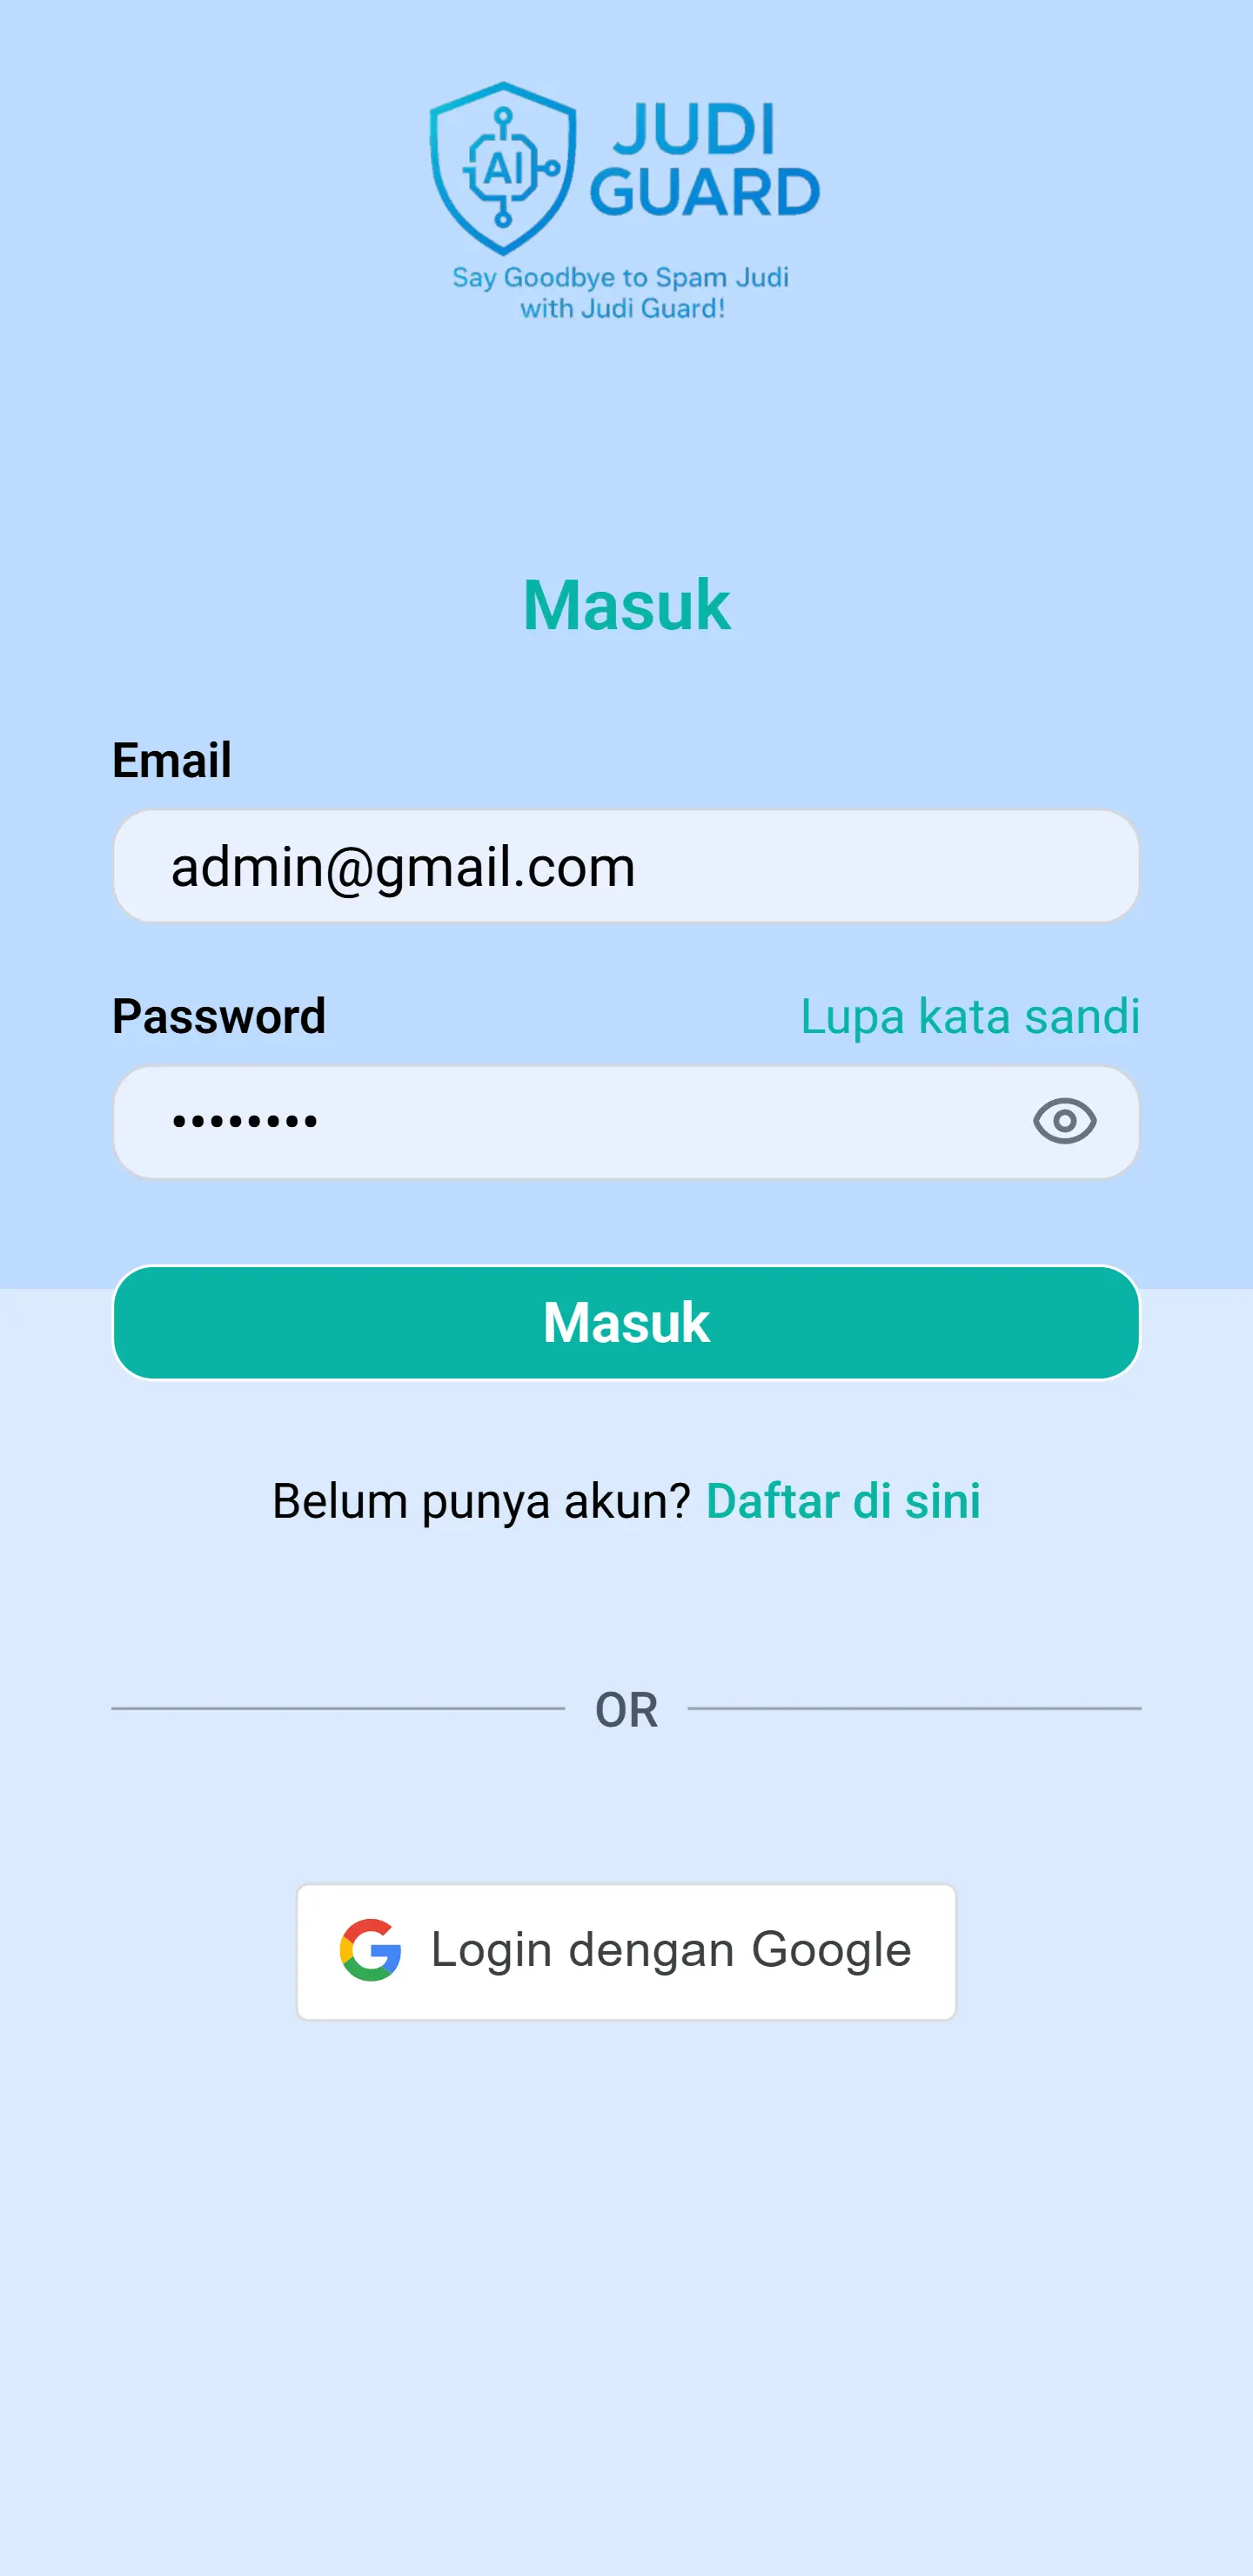 AI
JUDI
GUARD
Say Goodbye to Spam Judi
with Judi Guard!
Masuk
Email
admin@gmail.com
Password
Lupa kata sandi
••••••••
Masuk
Belum punya akun? Daftar di sini
OR
Login dengan Google